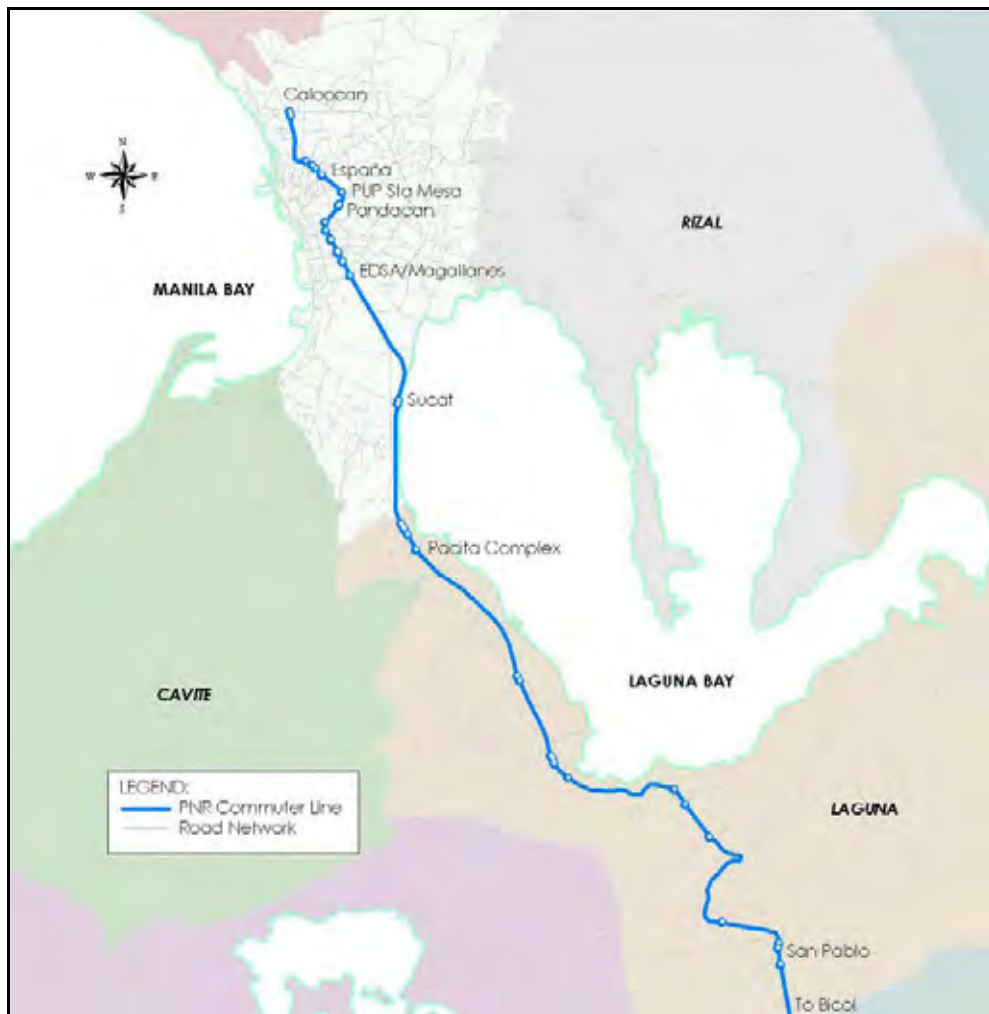 Caloocan
N
W E
S
España
PUP Sta Mesa
Pandacan
RIZAL
EDSA/Magallanes
MANILA BAY
Sucat
Pacita Complex
LAGUNA BAY
CAVITE
LEGEND:
PNR Commuter Line
Road Network
LAGUNA
San Pablo
To Bicol